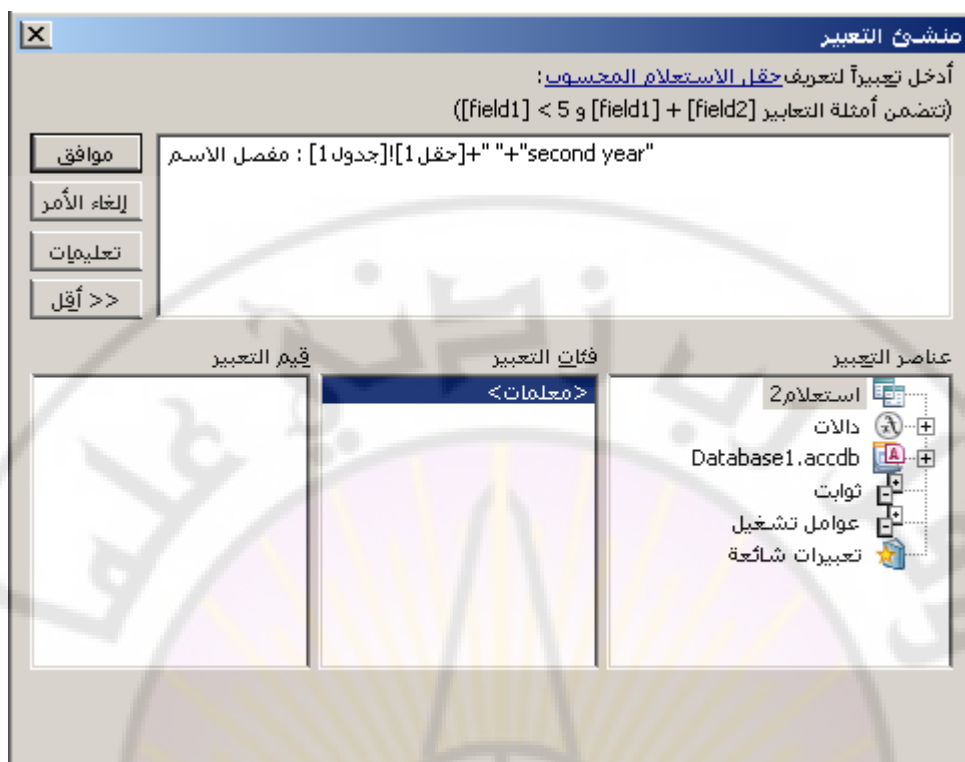 منشئ التعبير
أدخل تعبيراً لتعريف حقل الاستعلام المحسوب:
(تتضمن أمثلة التعابير [field1] + [field2] و [field1] < 5)
مفصل الاسم : [جدول1]![حقل1]+" "+"second year"
موافق
إلغاء الأمر
تعليمات
<< أقل
عناصر التعبير
فئات التعبير
قيم التعبير
استعلام2
دالات
Database1.accdb
ثوابت
عوامل تشغيل
تعبيرات شائعة
<معلمات>